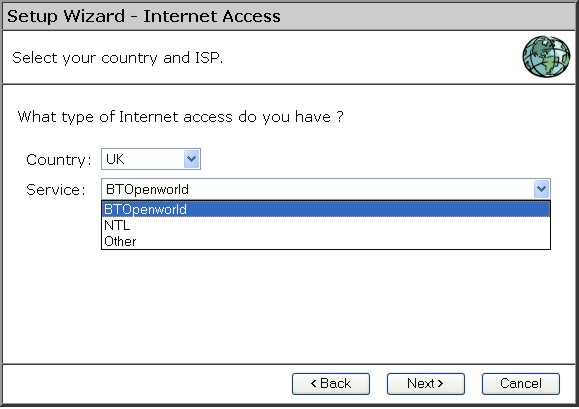 Setup Wizard - Internet Access
Select your country and ISP.
What type of Internet access do you have ?
Country: UK
Service: BTOpenworld
BTOpenworld
NTL
Other
< Back Next > Cancel